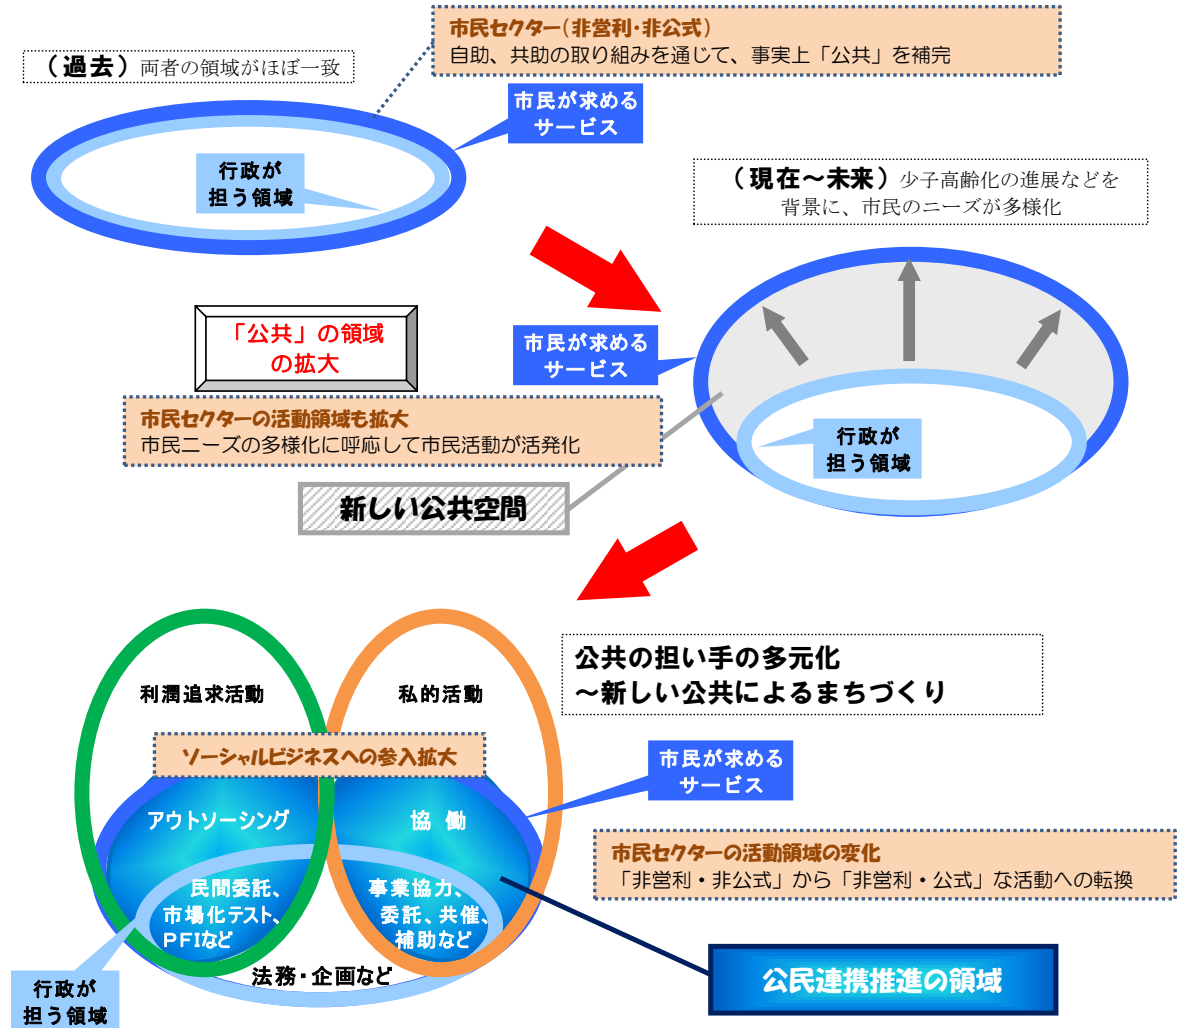 市民セクター(非営利・非公式)
自助、共助の取り組みを通じて、事実上「公共」を補完
(過去)両者の領域がほぼ一致
市民が求める
サービス
行政が
担う領域
(現在~未来)少子高齢化の進展などを
背景に、市民のニーズが多様化
「公共」の領域
の拡大
市民が求める
サービス
市民セクターの活動領域も拡大
市民ニーズの多様化に呼応して市民活動が活発化
行政が
担う領域
新しい公共空間
公共の担い手の多元化
~新しい公共によるまちづくり
利潤追求活動
私的活動
ソーシャルビジネスへの参入拡大
市民が求める
サービス
アウトソーシング
協 働
市民セクターの活動領域の変化
「非営利・非公式」から「非営利・公式」な活動への転換
民間委託、
市場化テスト、
PFIなど
事業協力、
委託、共催、
補助など
法務・企画など
公民連携推進の領域
行政が
担う領域